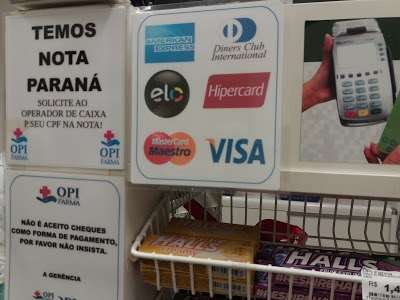 TEMOS
NOTA
PARANÁ
SOLICITE AO
OPERADOR DE CAIXA
P.SEU CPF NA NOTA!
OPI
FARMA
OPI
FARMA
AMERICAN
EXPRESS
Diners Club
International
elo
Hipercard
MasterCard
Maestro
VISA
OPI
FARMA
NÃO É ACEITO CHEQUES
COMO FORMA DE PAGAMENTO,
POR FAVOR NÃO INSISTA.
A GERÊNCIA
HALLS
HALLS
R$ 1,4